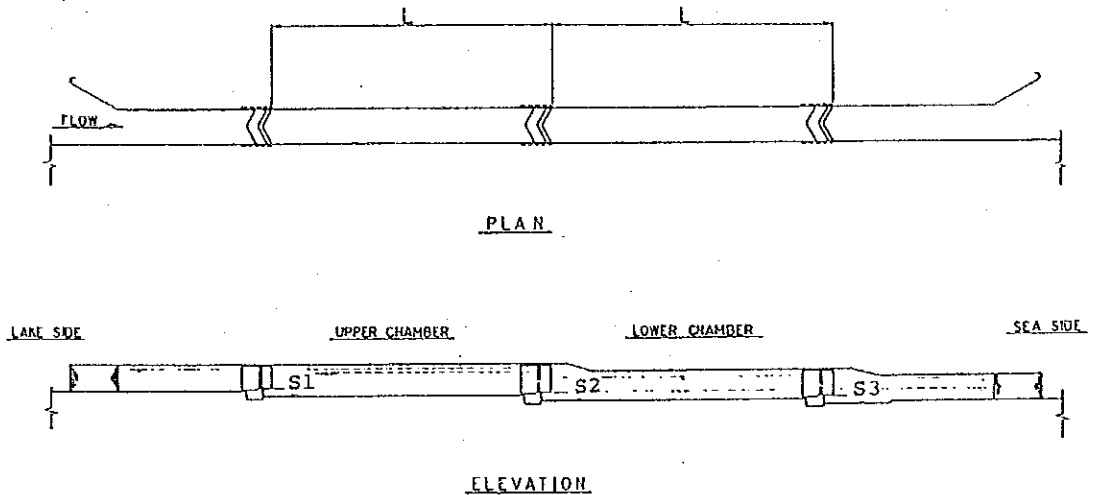 L L
FLOW
PLAN
LAKE SIDE UPPER CHAMBER LOWER CHAMBER SEA SIDE
S1 S2 S3
ELEVATION